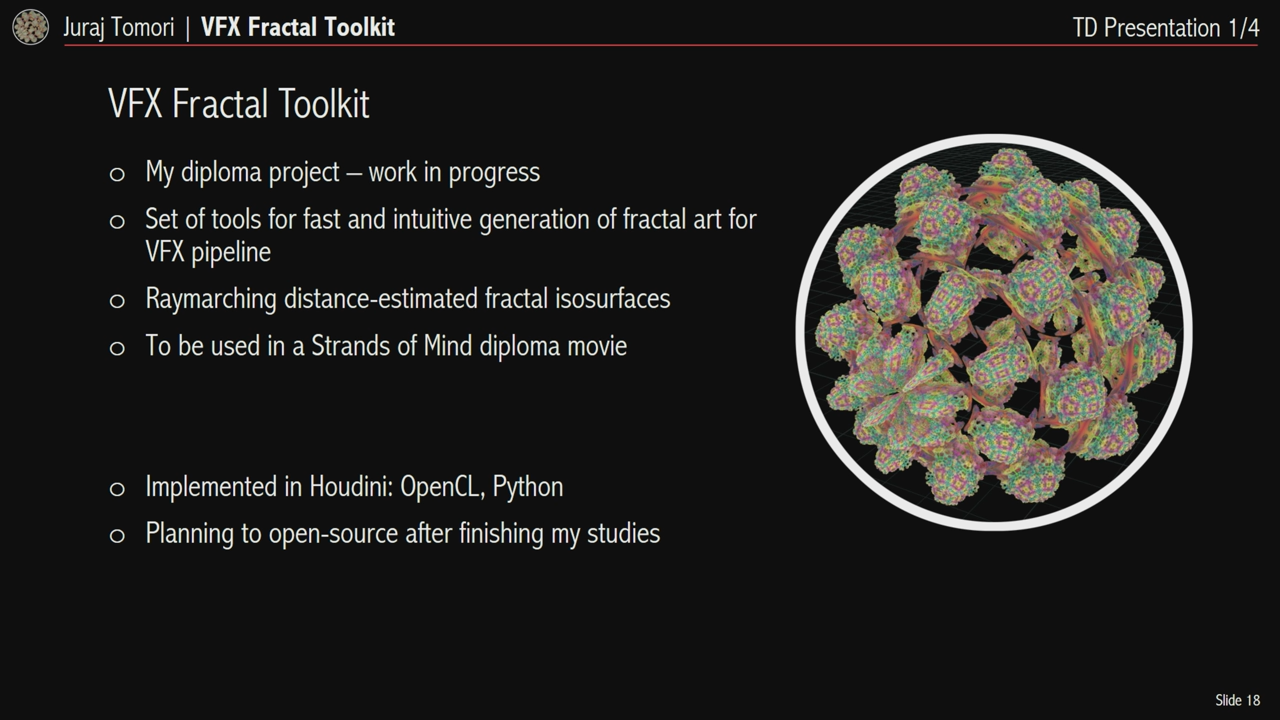 Juraj Tomori | VFX Fractal Toolkit
TD Presentation 1/4
VFX Fractal Toolkit
My diploma project – work in progress
Set of tools for fast and intuitive generation of fractal art for
VFX pipeline
Raymarching distance-estimated fractal isosurfaces
To be used in a Strands of Mind diploma movie
Implemented in Houdini: OpenCL, Python
Planning to open-source after finishing my studies
Slide 18